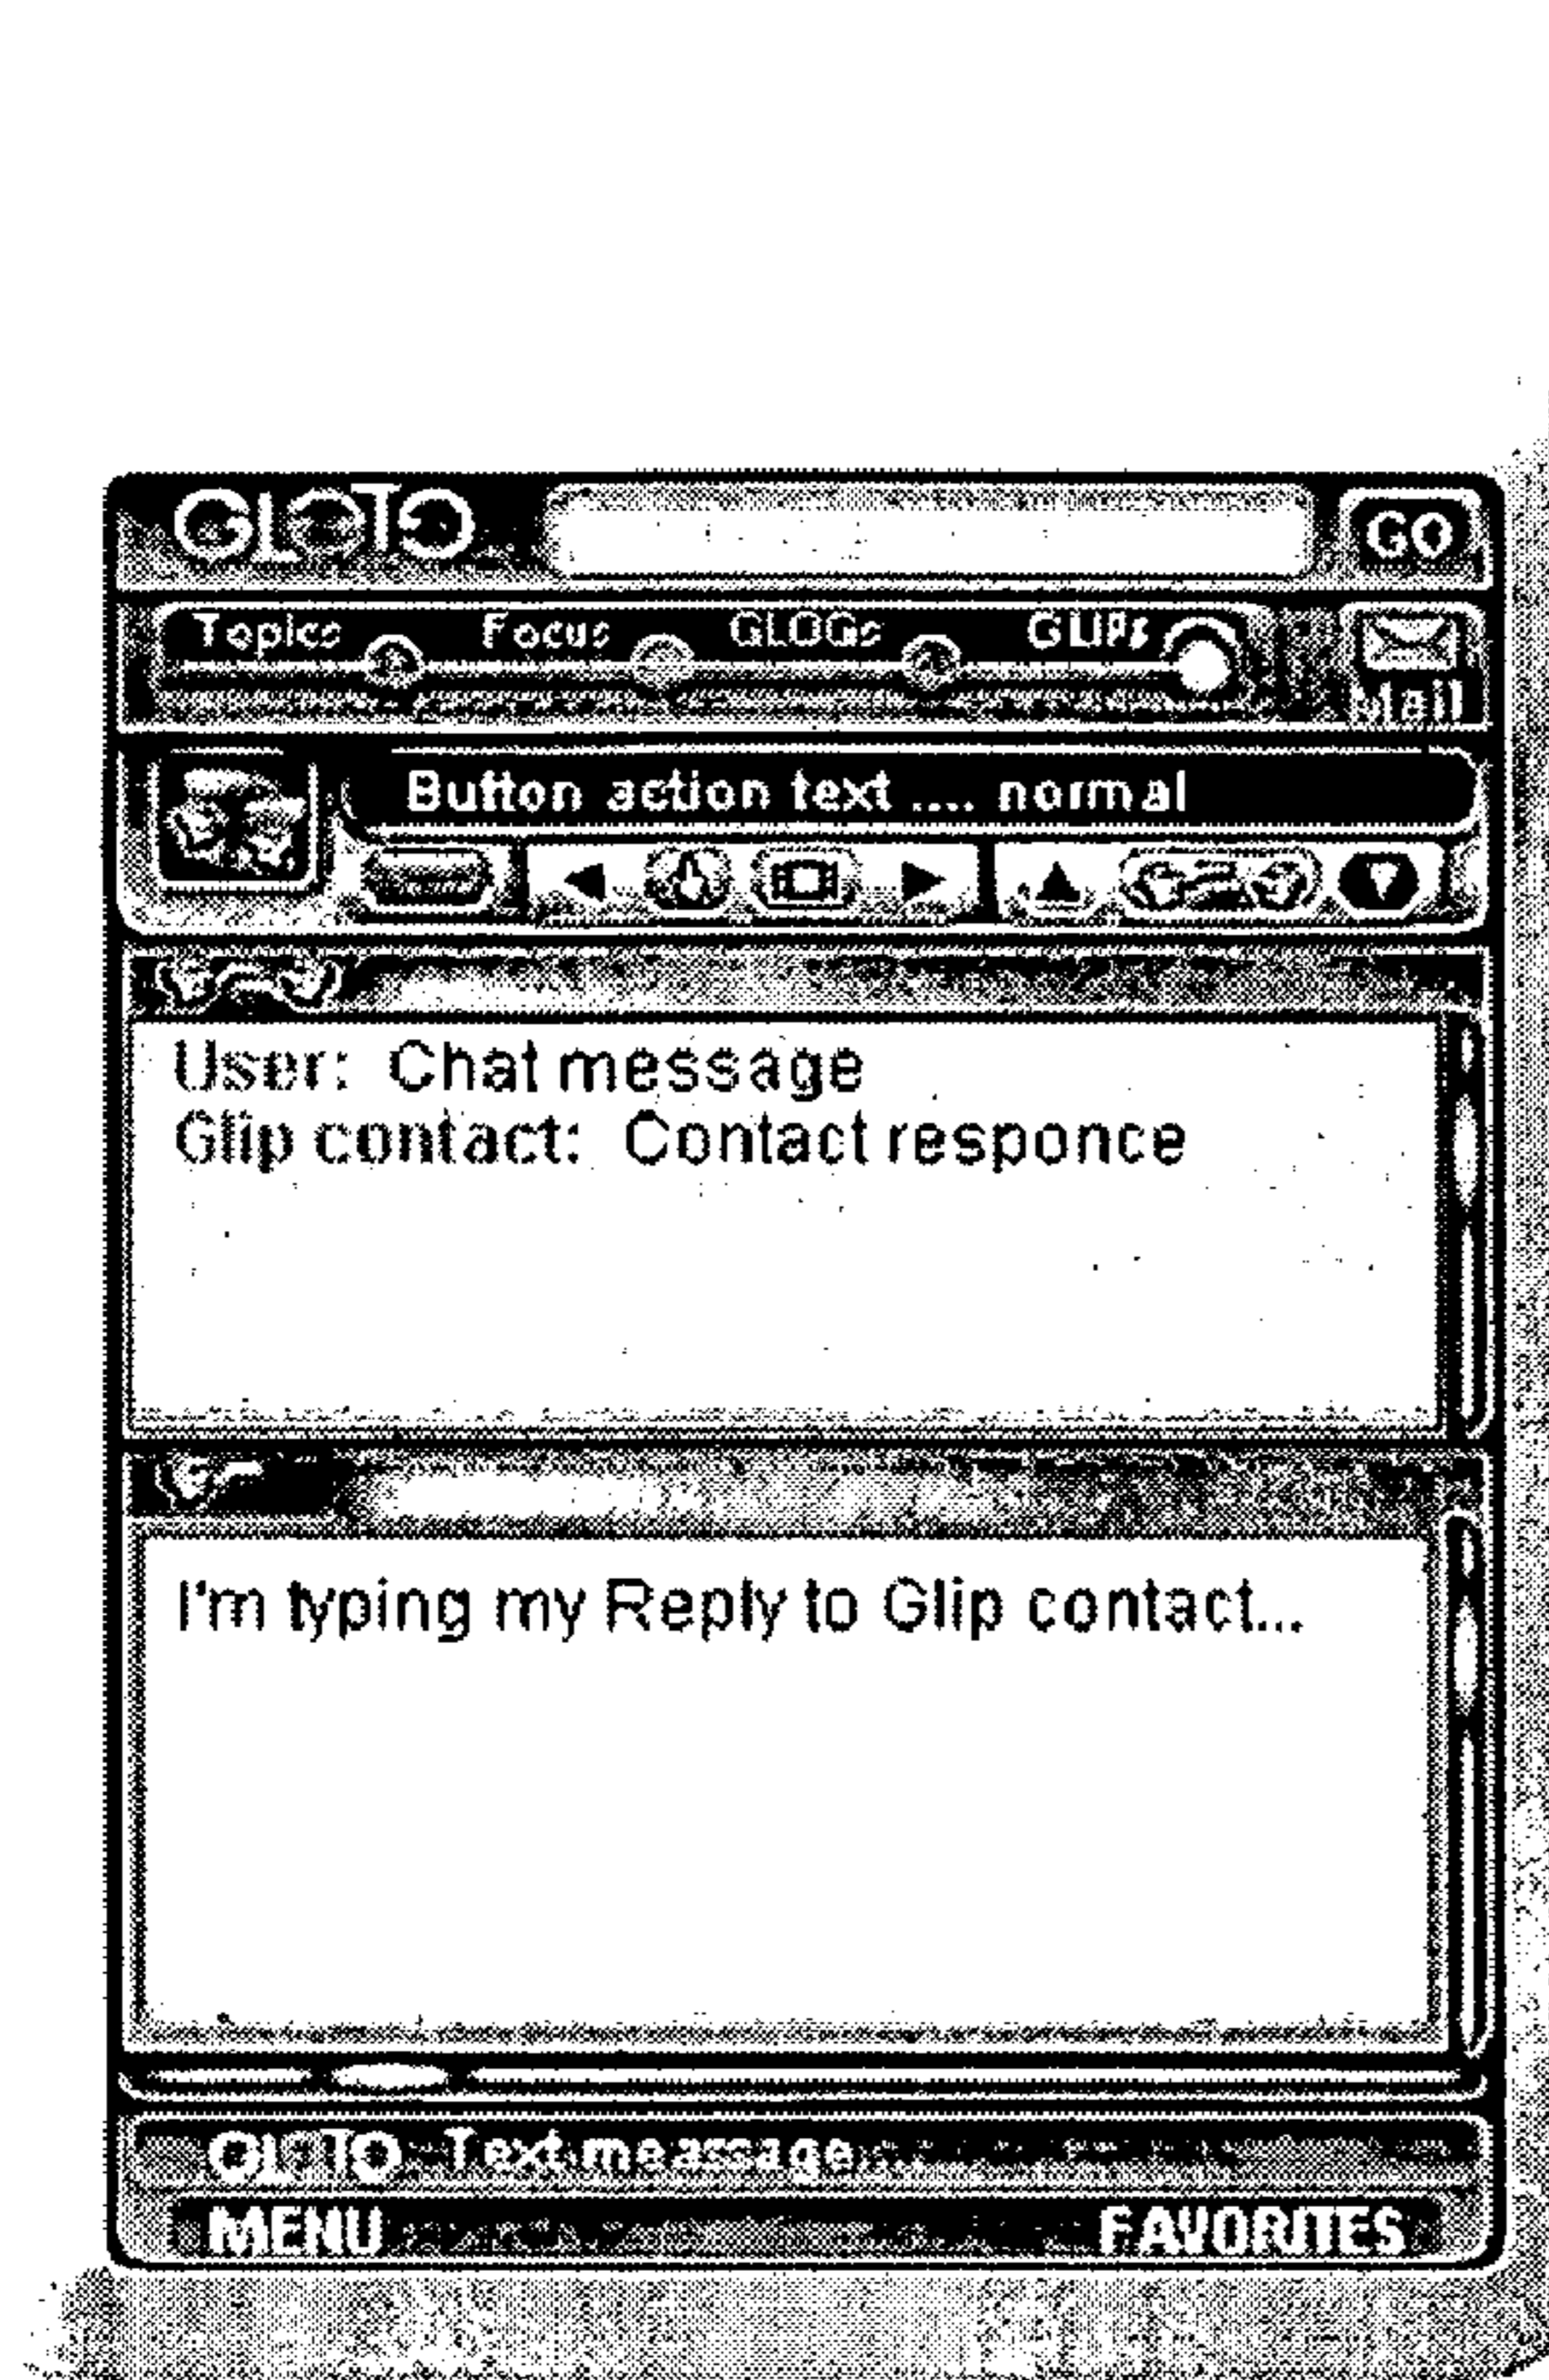 GLOTO GO
Topics Focus GLOGs GLIPs
Mail
Button action text .... normal
User: Chat message
Glip contact: Contact responce
I'm typing my Reply to Glip contact...
GLOTO Text meassage....
MENU FAVORITES